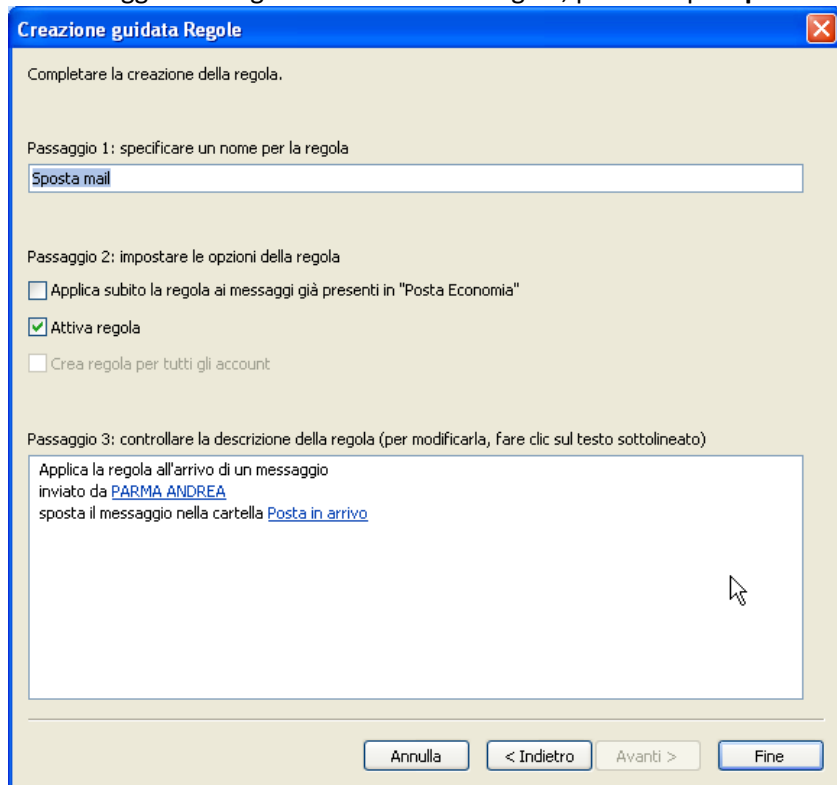 Creazione guidata Regole
Completare la creazione della regola.
Passaggio 1: specificare un nome per la regola
Sposta mail
Passaggio 2: impostare le opzioni della regola
Applica subito la regola ai messaggi già presenti in "Posta Economia"
Attiva regola
Crea regola per tutti gli account
Passaggio 3: controllare la descrizione della regola (per modificarla, fare clic sul testo sottolineato)
Applica la regola all'arrivo di un messaggio
inviato da PARMA ANDREA
sposta il messaggio nella cartella Posta in arrivo
Annulla
< Indietro
Avanti >
Fine